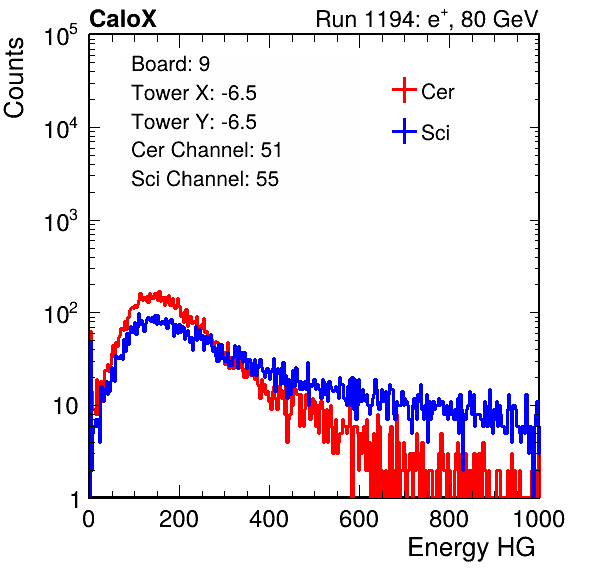 CaloX Run 1194: e⁺, 80 GeV
Counts
10⁵
10⁴
10³
10²
10
1
Board: 9
Tower X: -6.5
Tower Y: -6.5
Cer Channel: 51
Sci Channel: 55
Cer
Sci
0 200 400 600 800 1000
Energy HG